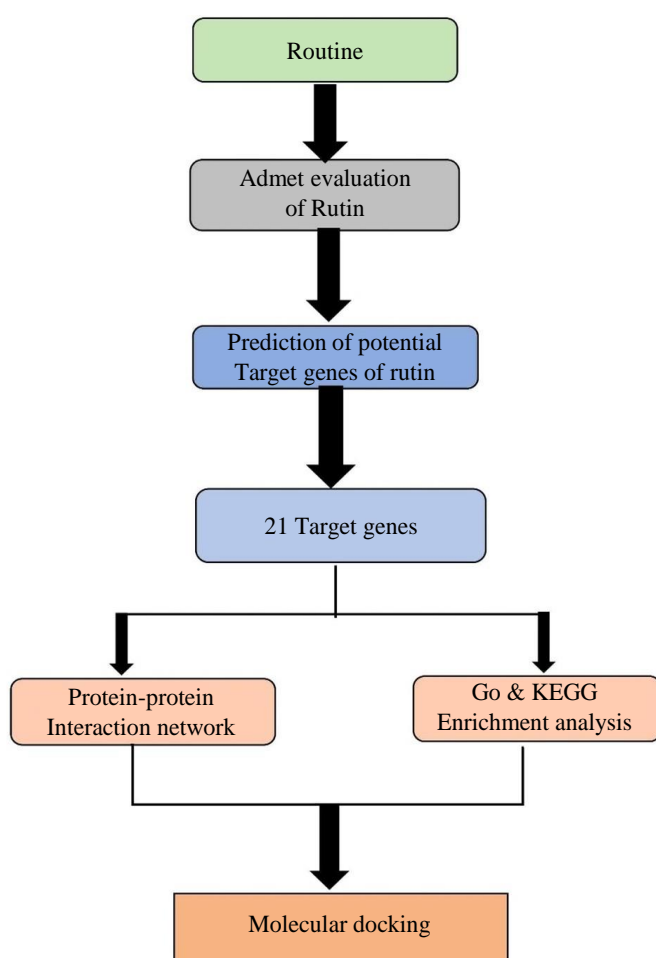 Routine
Admet evaluation
of Rutin
Prediction of potential
Target genes of rutin
21 Target genes
Protein-protein
Interaction network
Go & KEGG
Enrichment analysis
Molecular docking